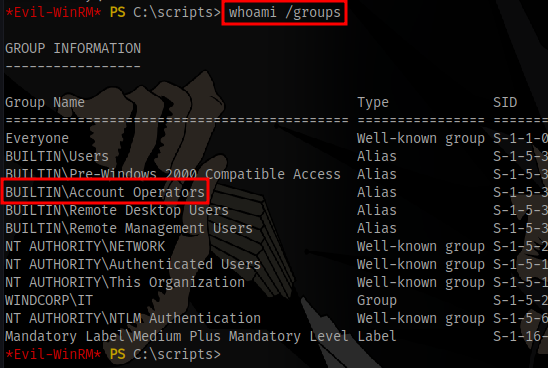 *Evil-WinRM* PS C:\scripts> whoami /groups
GROUP INFORMATION
-----------------
Group Name Type SID
============================================ ================ ========
Everyone Well-known group S-1-1-0
BUILTIN\Users Alias S-1-5-3
BUILTIN\Pre-Windows 2000 Compatible Access Alias S-1-5-3
BUILTIN\Account Operators Alias S-1-5-3
BUILTIN\Remote Desktop Users Alias S-1-5-3
BUILTIN\Remote Management Users Alias S-1-5-3
NT AUTHORITY\NETWORK Well-known group S-1-5-2
NT AUTHORITY\Authenticated Users Well-known group S-1-5-1
NT AUTHORITY\This Organization Well-known group S-1-5-1
WINDCORP\IT Group S-1-5-2
NT AUTHORITY\NTLM Authentication Well-known group S-1-5-6
Mandatory Label\Medium Plus Mandatory Level Label S-1-16-
*Evil-WinRM* PS C:\scripts>